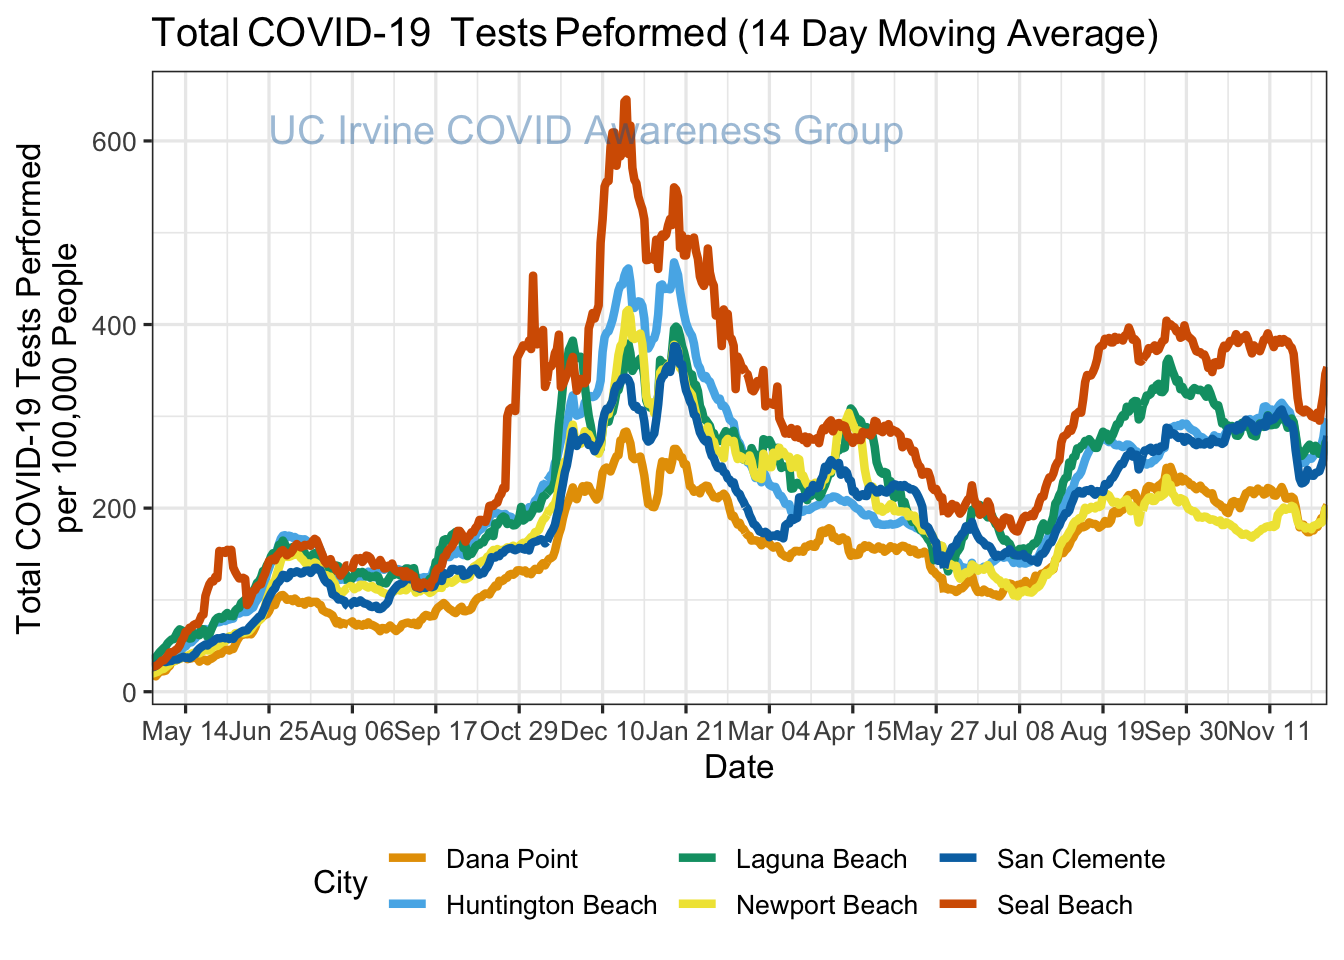 Total COVID-19 Tests Peformed (14 Day Moving Average)
UC Irvine COVID Awareness Group
Total COVID-19 Tests Performed
per 100,000 People
600
400
200
0
May 14 Jun 25 Aug 06 Sep 17 Oct 29 Dec 10 Jan 21 Mar 04 Apr 15 May 27 Jul 08 Aug 19 Sep 30 Nov 11
Date
City
Dana Point Laguna Beach San Clemente
Huntington Beach Newport Beach Seal Beach